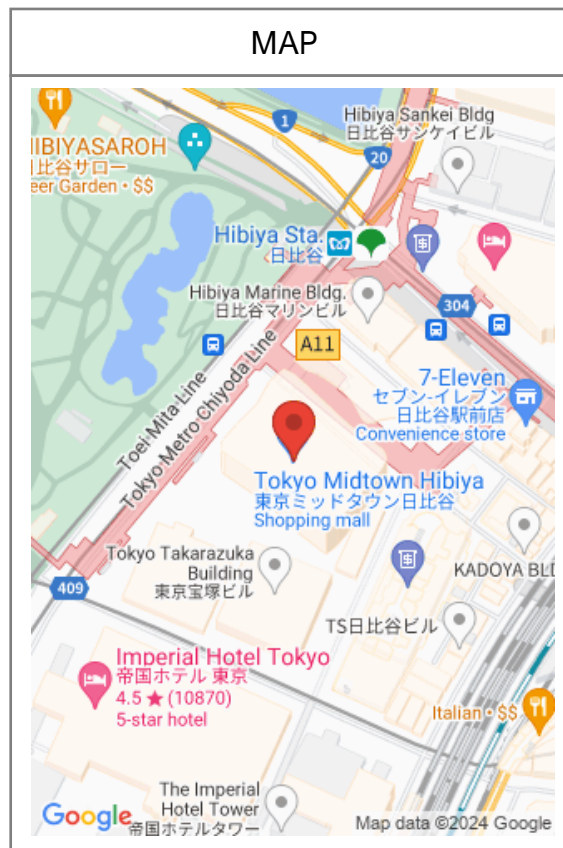 MAP
1
Hibiya Sankei Bldg
日比谷サンケイビル
HIBIYASAROH
日比谷サロー
eer Garden • $$
20
Hibiya Sta.
日比谷
Hibiya Marine Bldg.
日比谷マリンビル
304
A11
7-Eleven
セブン-イレブン
日比谷駅前店
Convenience store
Toei Mita Line
Tokyo Metro Chiyoda Line
Tokyo Midtown Hibiya
東京ミッドタウン日比谷
Shopping mall
Tokyo Takarazuka
Building
東京宝塚ビル
KADOYA BLD
409
TS日比谷ビル
Imperial Hotel Tokyo
帝国ホテル 東京
4.5 ★ (10870)
5-star hotel
Italian • $$
The Imperial
Hotel Tower
帝国ホテルタワー
Google
Map data ©2024 Google